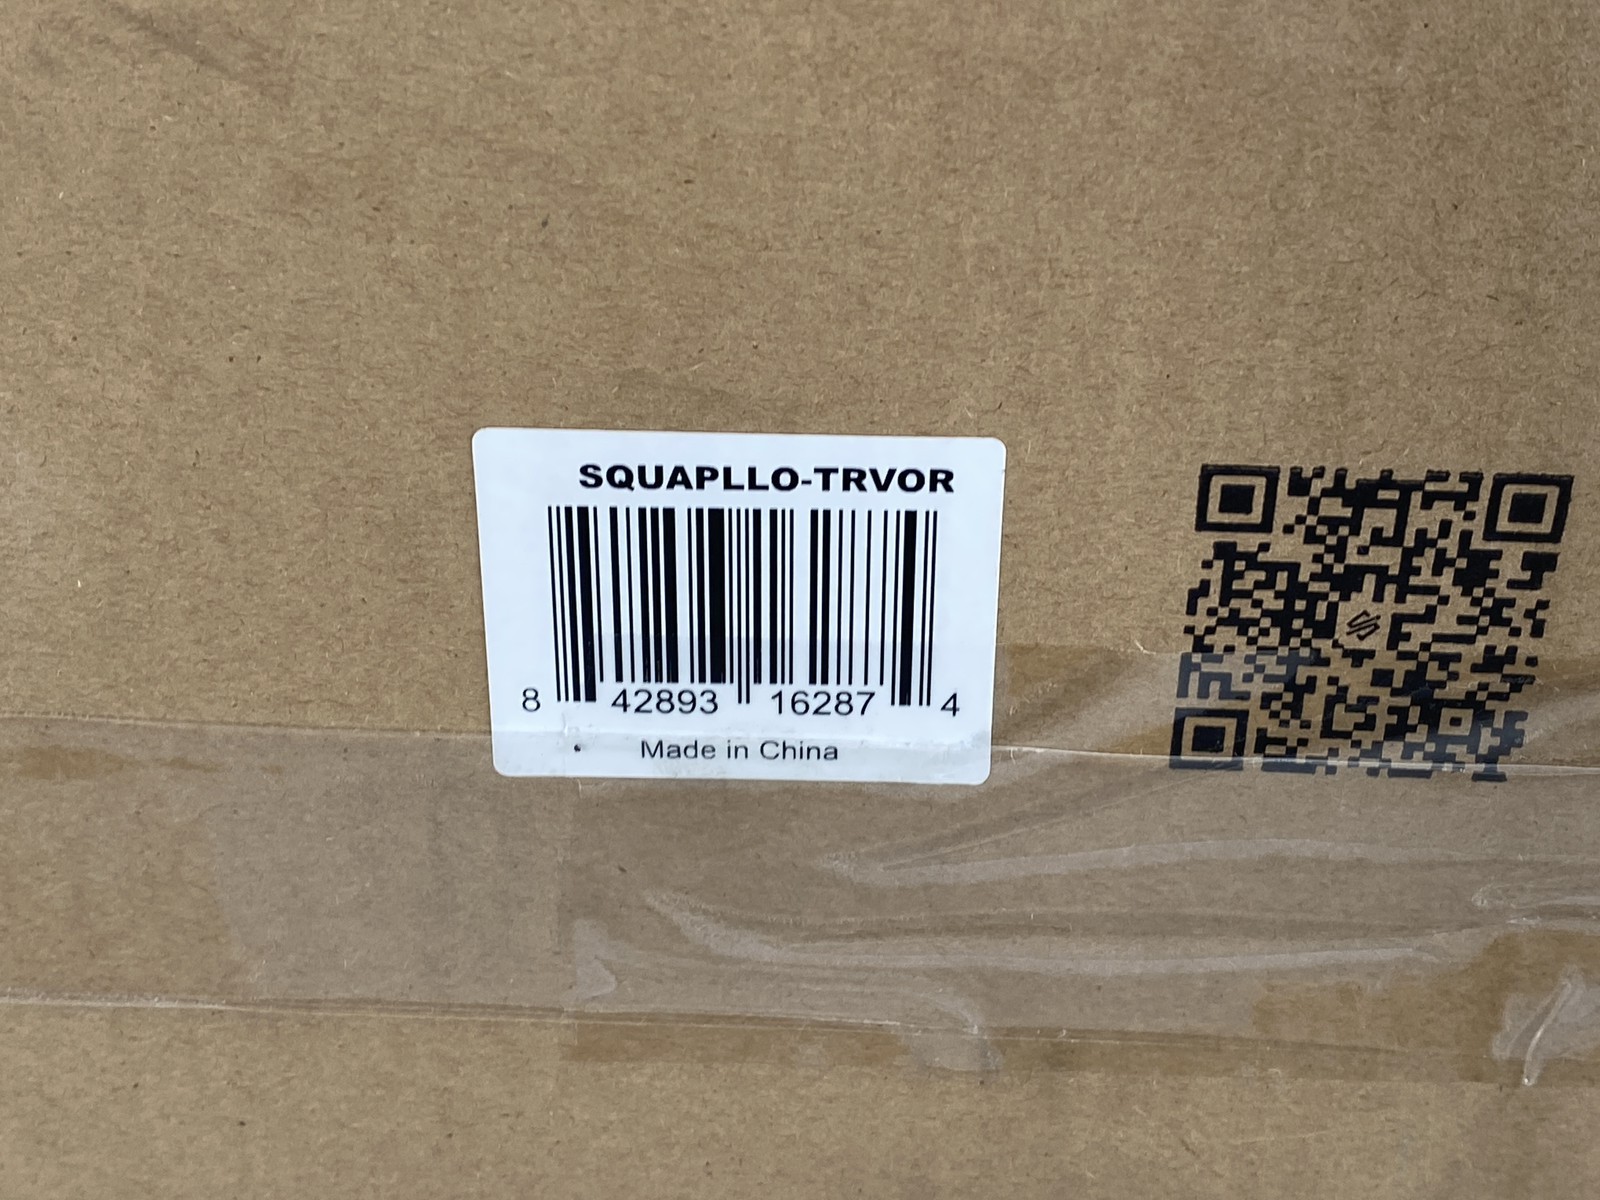 SQUAPLLO-TRVOR
8 42893 16287 4
Made in China